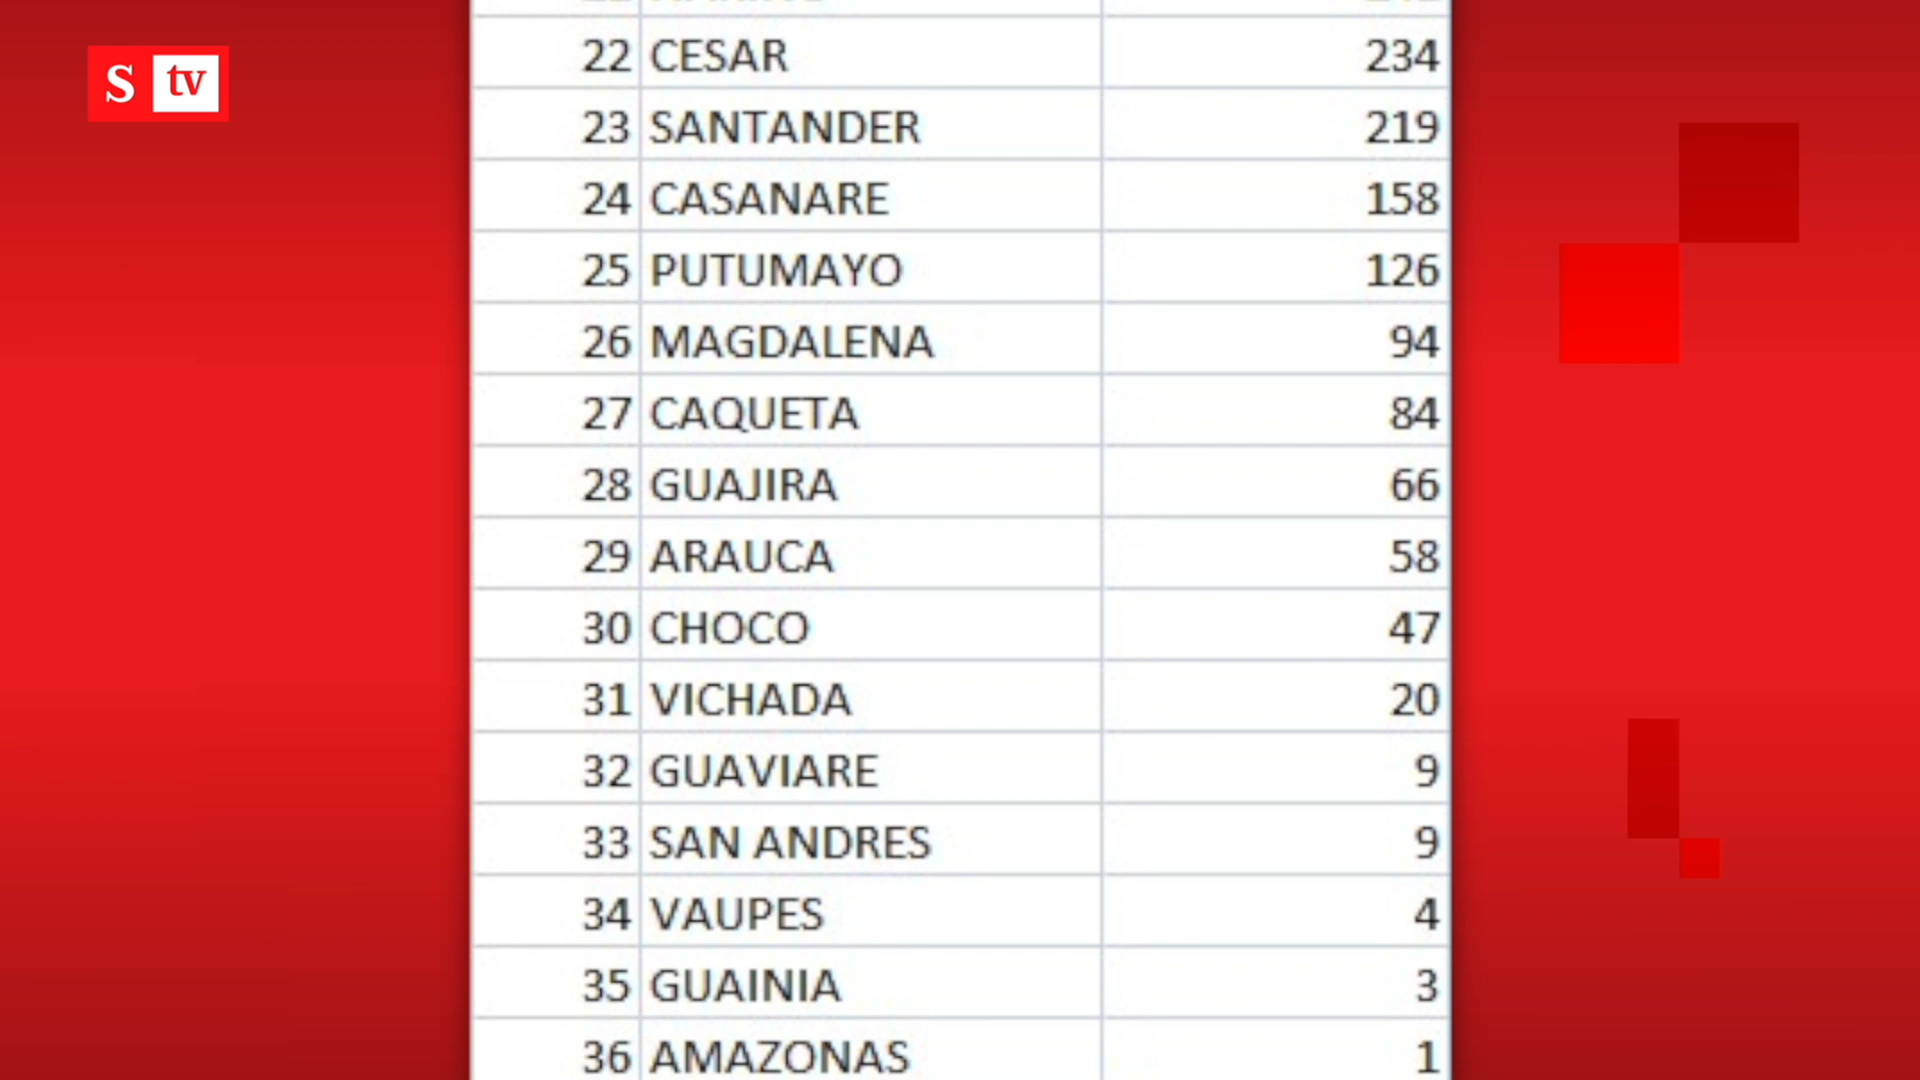 S tv
22 CESAR 234
23 SANTANDER 219
24 CASANARE 158
25 PUTUMAYO 126
26 MAGDALENA 94
27 CAQUETA 84
28 GUAJIRA 66
29 ARAUCA 58
30 CHOCO 47
31 VICHADA 20
32 GUAVIARE 9
33 SAN ANDRES 9
34 VAUPES 4
35 GUAINIA 3
36 AMAZONAS 1